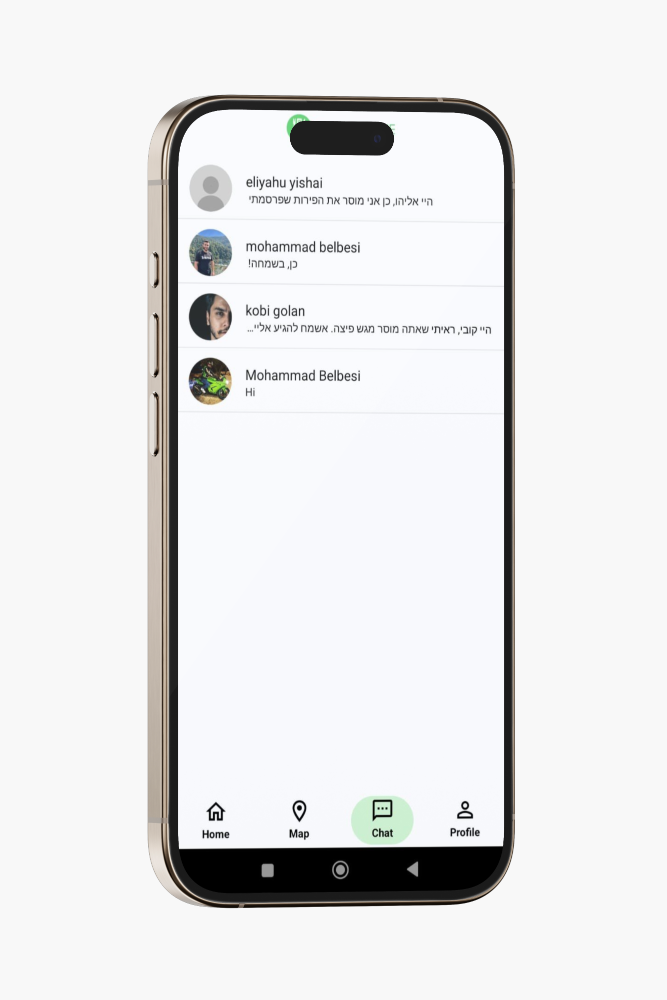 eliyahu yishai
היי אליהו, כן אני מוסר את הפירות שפרסמתי
mohammad belbesi
כן, בשמחה!
kobi golan
היי קובי, ראיתי שאתה מוסר מגש פיצה. אשמח להגיע אליי...
Mohammad Belbesi
Hi
Home
Map
Chat
Profile